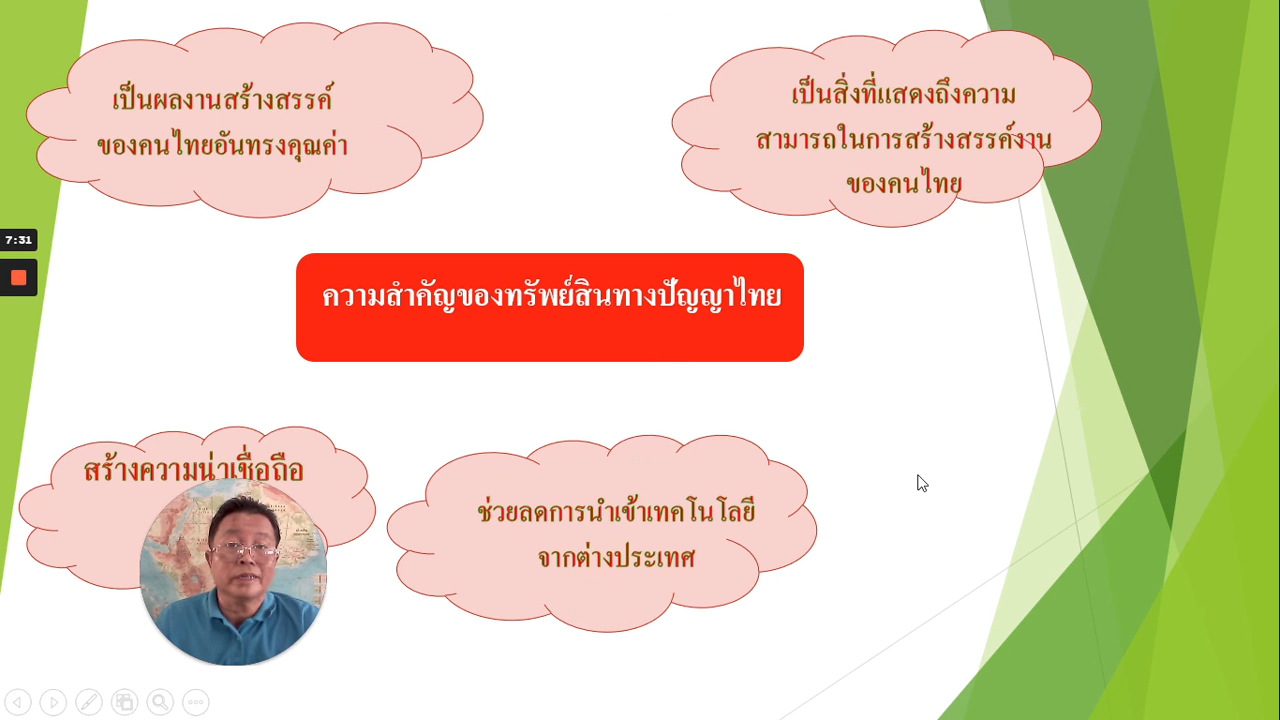 เป็นผลงานสร้างสรรค์
ของคนไทยอันทรงคุณค่า
เป็นสิ่งที่แสดงถึงความ
สามารถในการสร้างสรรค์งาน
ของคนไทย
7:31
ความสำคัญของทรัพย์สินทางปัญญาไทย
สร้างความน่าเชื่อถือ
ช่วยลดการนำเข้าเทคโนโลยี
จากต่างประเทศ